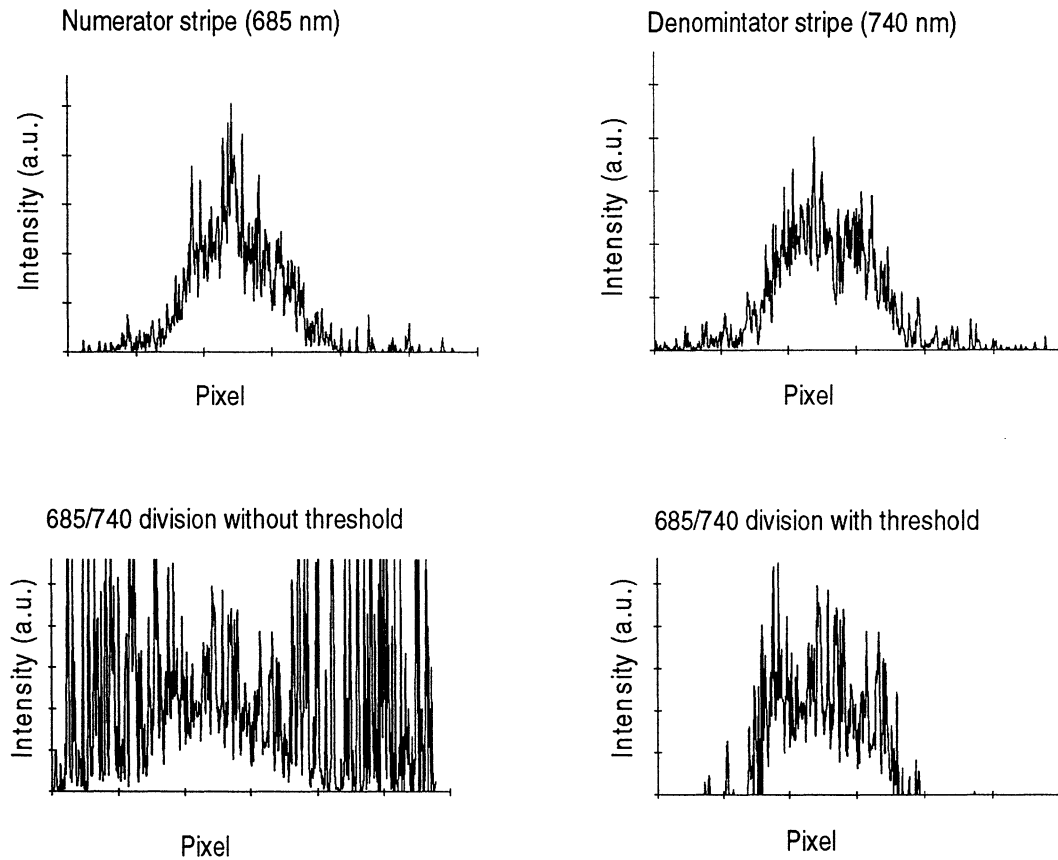 Numerator stripe (685 nm)
Intensity (a.u.)
Pixel
Denomintator stripe (740 nm)
Intensity (a.u.)
Pixel
685/740 division without threshold
Intensity (a.u.)
Pixel
685/740 division with threshold
Intensity (a.u.)
Pixel